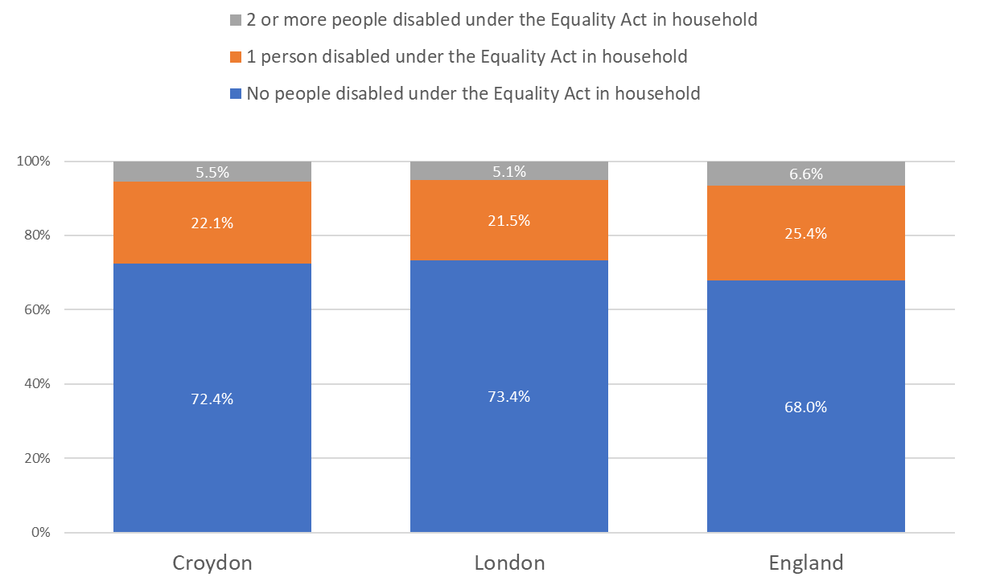 2 or more people disabled under the Equality Act in household
1 person disabled under the Equality Act in household
No people disabled under the Equality Act in household
100%
80%
60%
40%
20%
0%
5.5%
22.1%
72.4%
5.1%
21.5%
73.4%
6.6%
25.4%
68.0%
Croydon
London
England